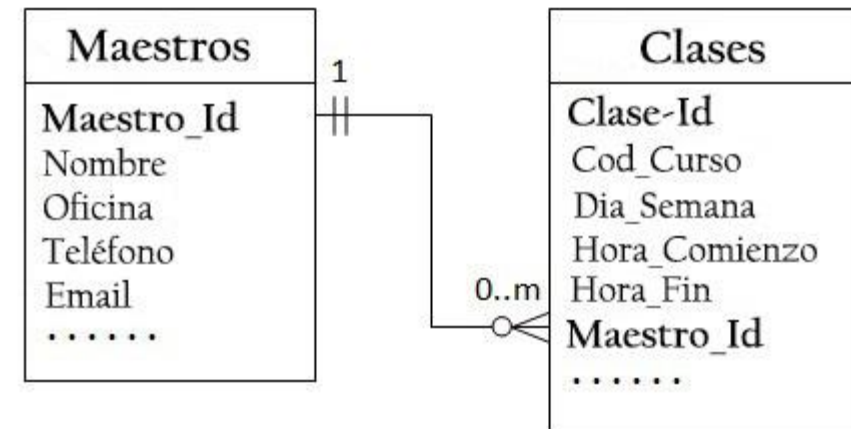 Maestros
Maestro_Id
Nombre
Oficina
Teléfono
Email
......
1
0..m
Clases
Clase-Id
Cod_Curso
Dia_Semana
Hora_Comienzo
Hora_Fin
Maestro_Id
......